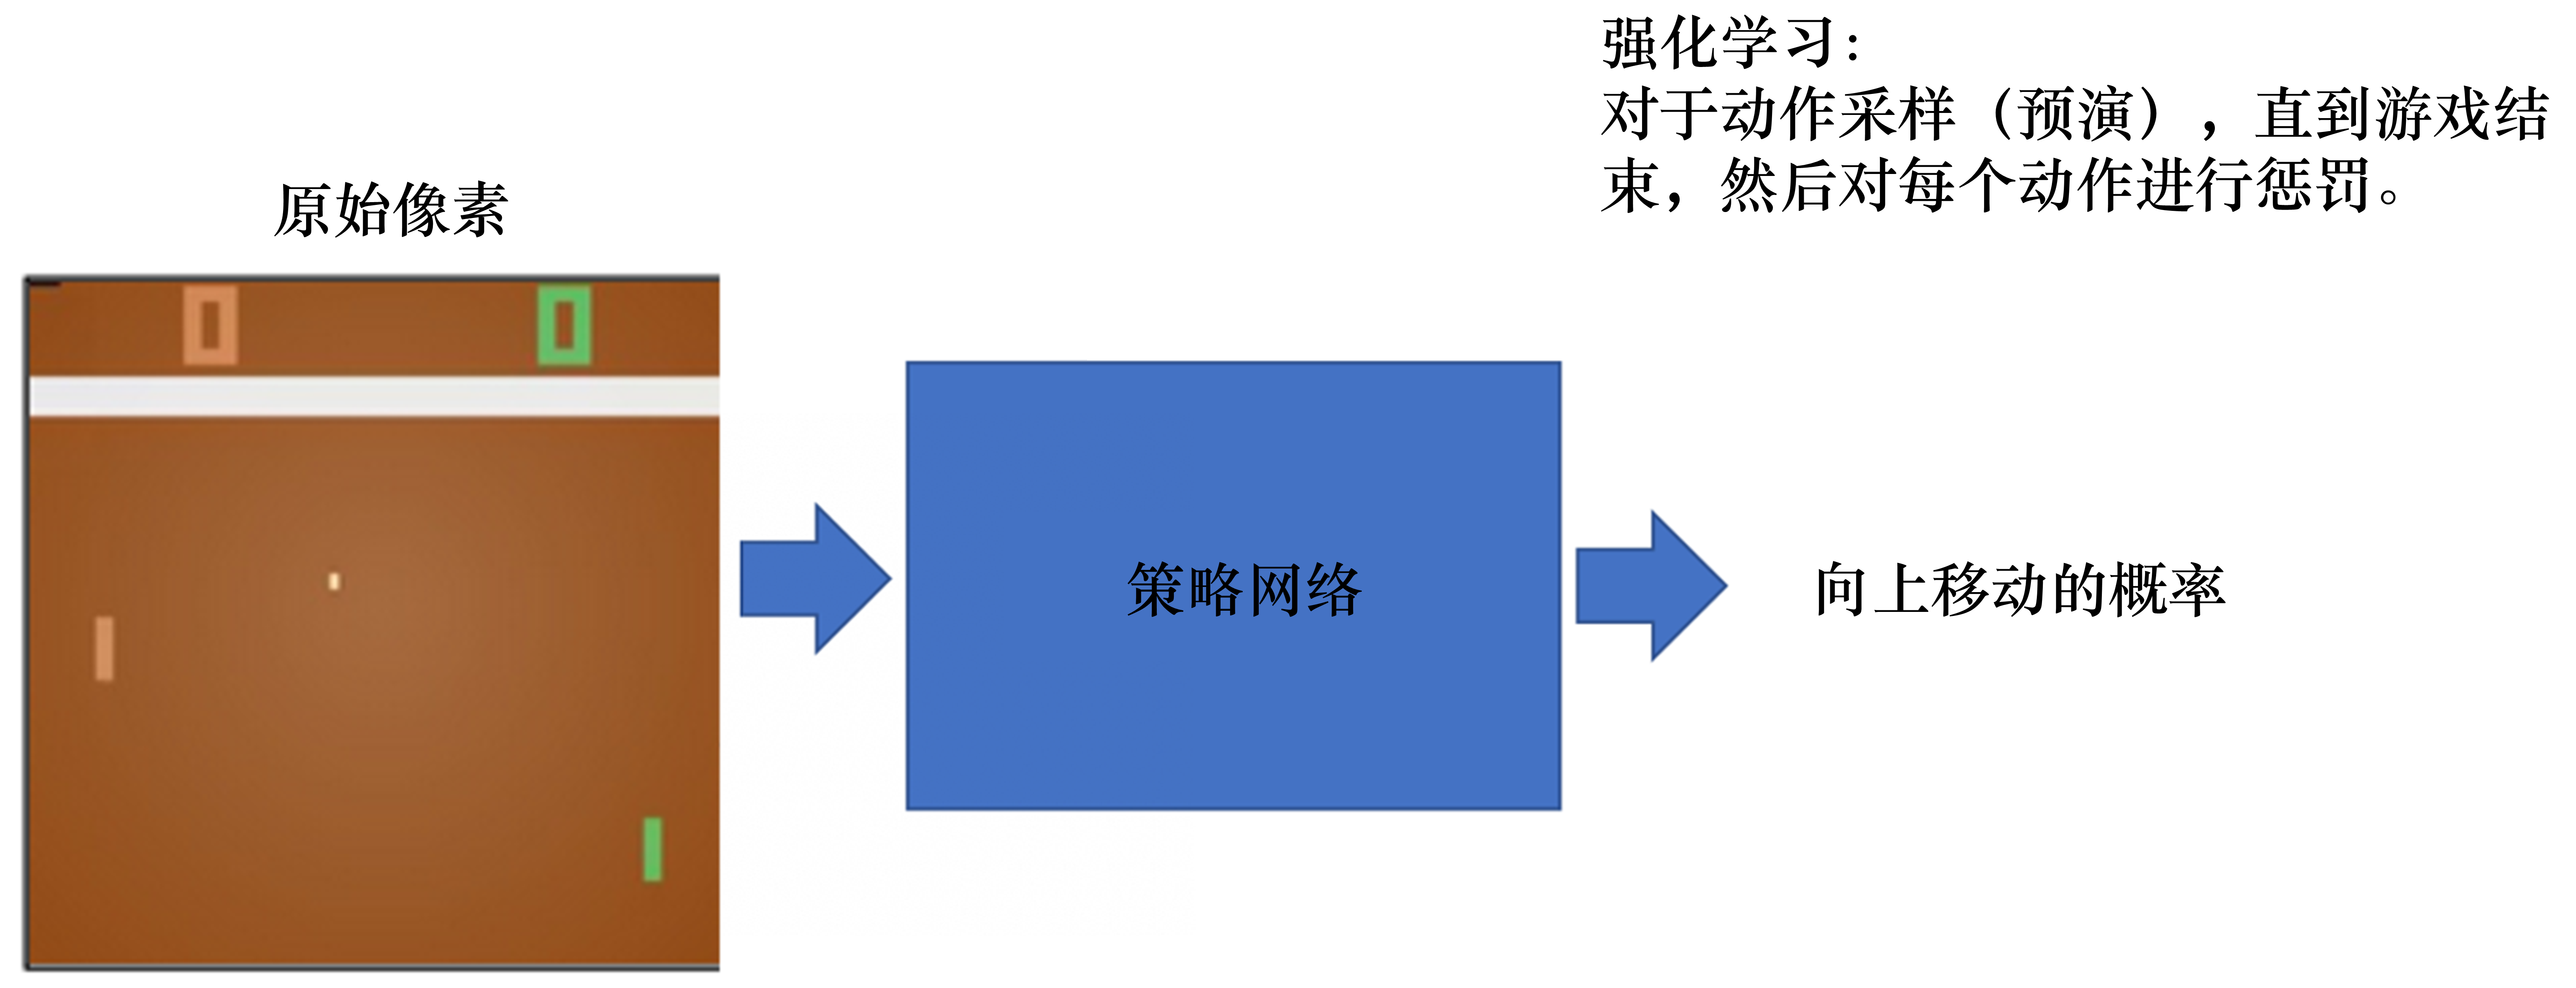 强化学习：
对于动作采样（预演），直到游戏结
束，然后对每个动作进行惩罚。
原始像素
0 0
策略网络
向上移动的概率